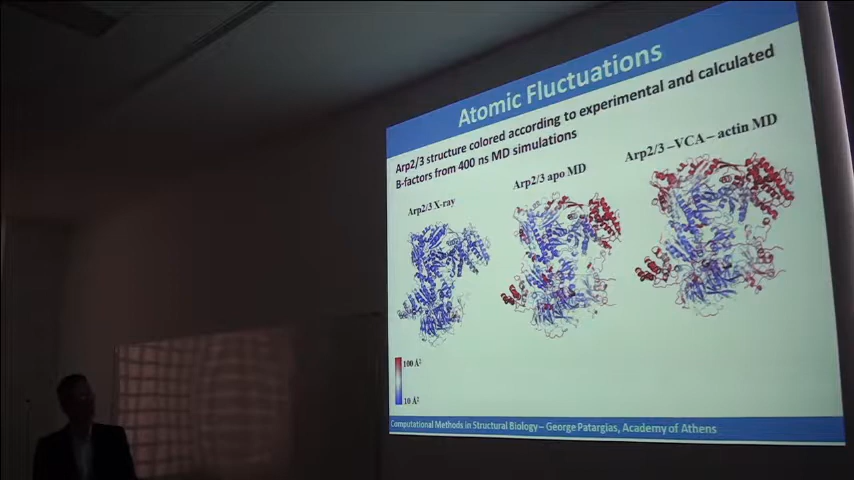 Atomic Fluctuations
Arp2/3 structure colored according to experimental and calculated
B-factors from 400 ns MD simulations
Arp2/3 X-ray
Arp2/3 apo MD
Arp2/3 –VCA – actin MD
100 Å²
10 Å²
Computational Methods in Structural Biology– George Patargias, Academy of Athens